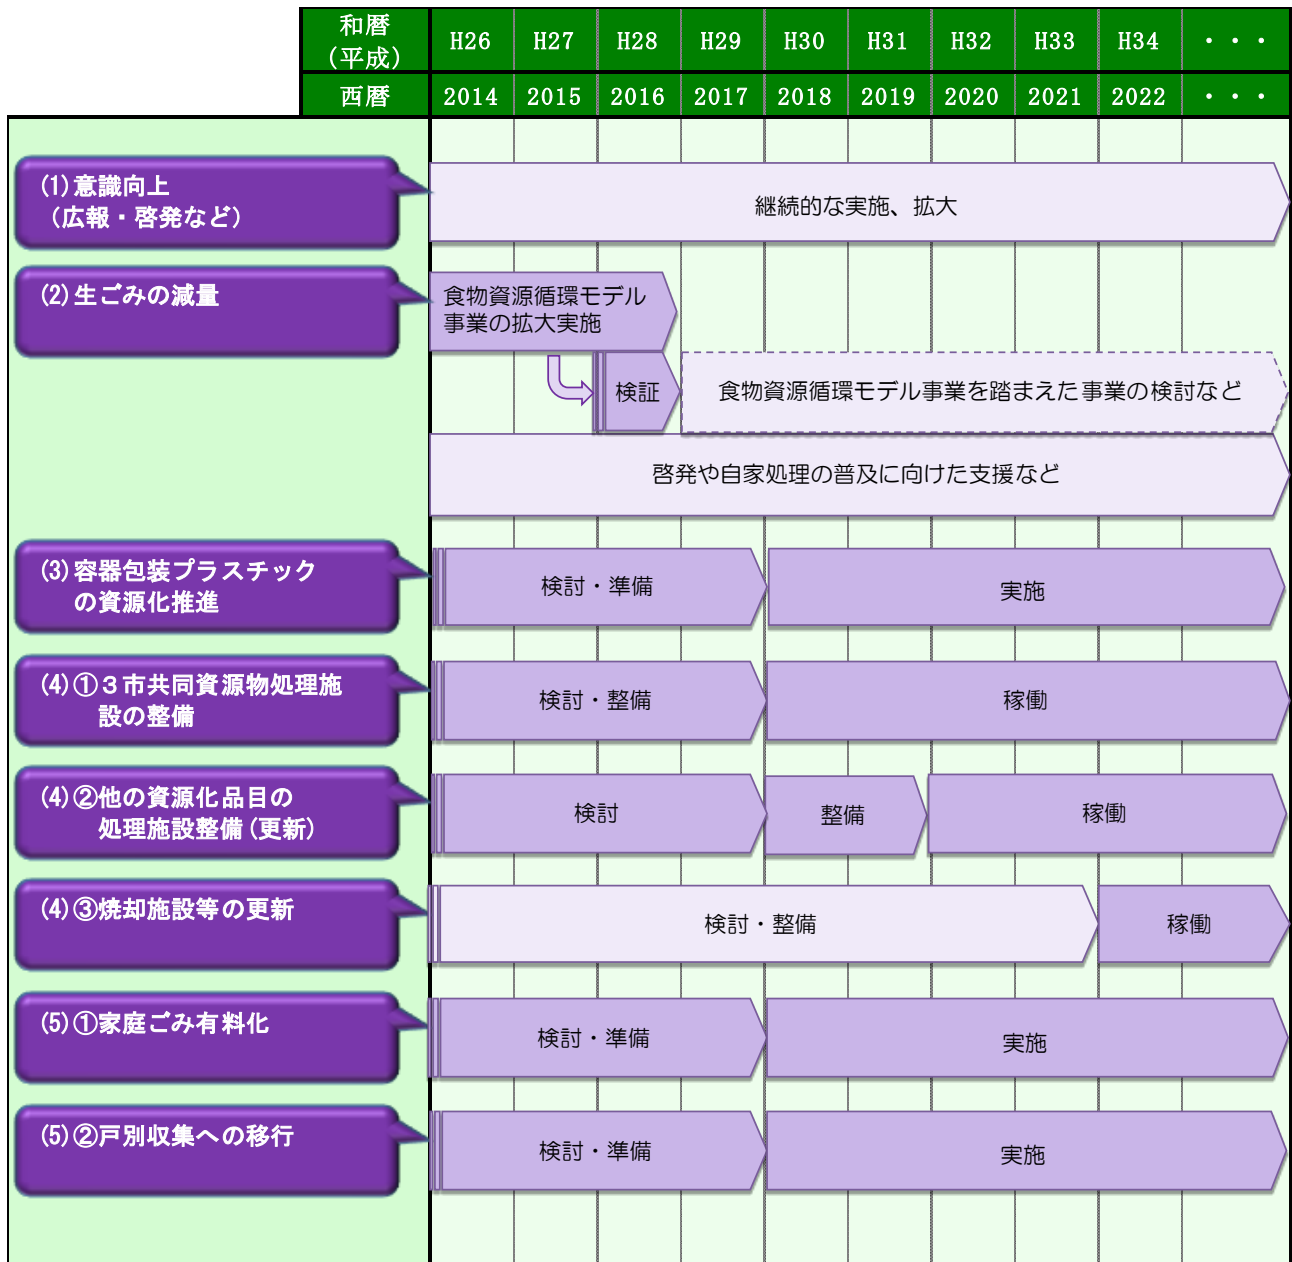 和暦
(平成)
H26 H27 H28 H29 H30 H31 H32 H33 H34 ・・・
西暦 2014 2015 2016 2017 2018 2019 2020 2021 2022 ・・・
(1)意識向上
(広報・啓発など)
継続的な実施、拡大
(2)生ごみの減量
食物資源循環モデル
事業の拡大実施
検証
食物資源循環モデル事業を踏まえた事業の検討など
啓発や自家処理の普及に向けた支援など
(3)容器包装プラスチック
の資源化推進
検討・準備
実施
(4)①３市共同資源物処理施
設の整備
検討・整備
稼働
(4)②他の資源化品目の
処理施設整備(更新)
検討
整備
稼働
(4)③焼却施設等の更新
検討・整備
稼働
(5)①家庭ごみ有料化
検討・準備
実施
(5)②戸別収集への移行
検討・準備
実施